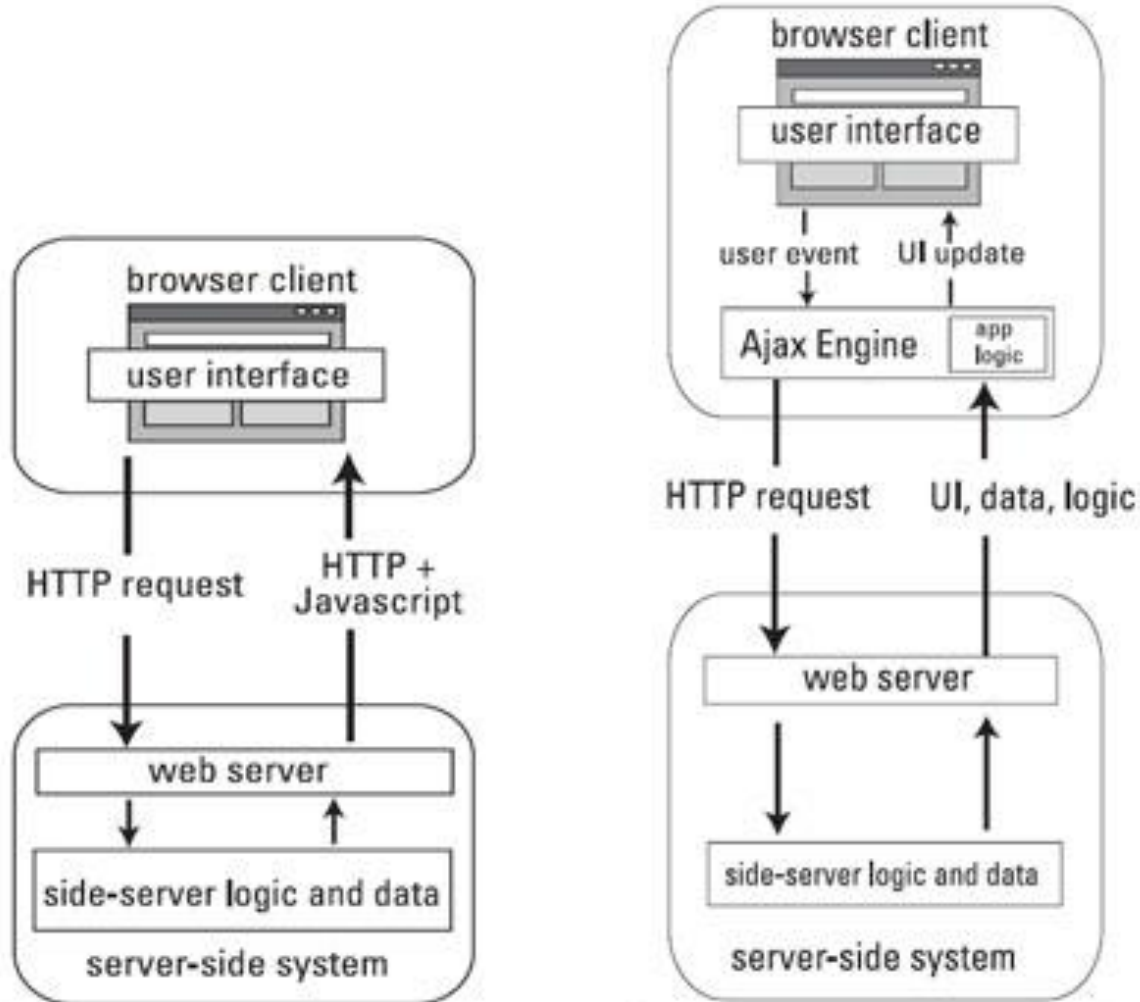 browser client
user interface
HTTP request
HTTP +
Javascript
web server
side-server logic and data
server-side system
browser client
user interface
user event
UI update
Ajax Engine
app
logic
HTTP request
UI, data, logic
web server
side-server logic and data
server-side system